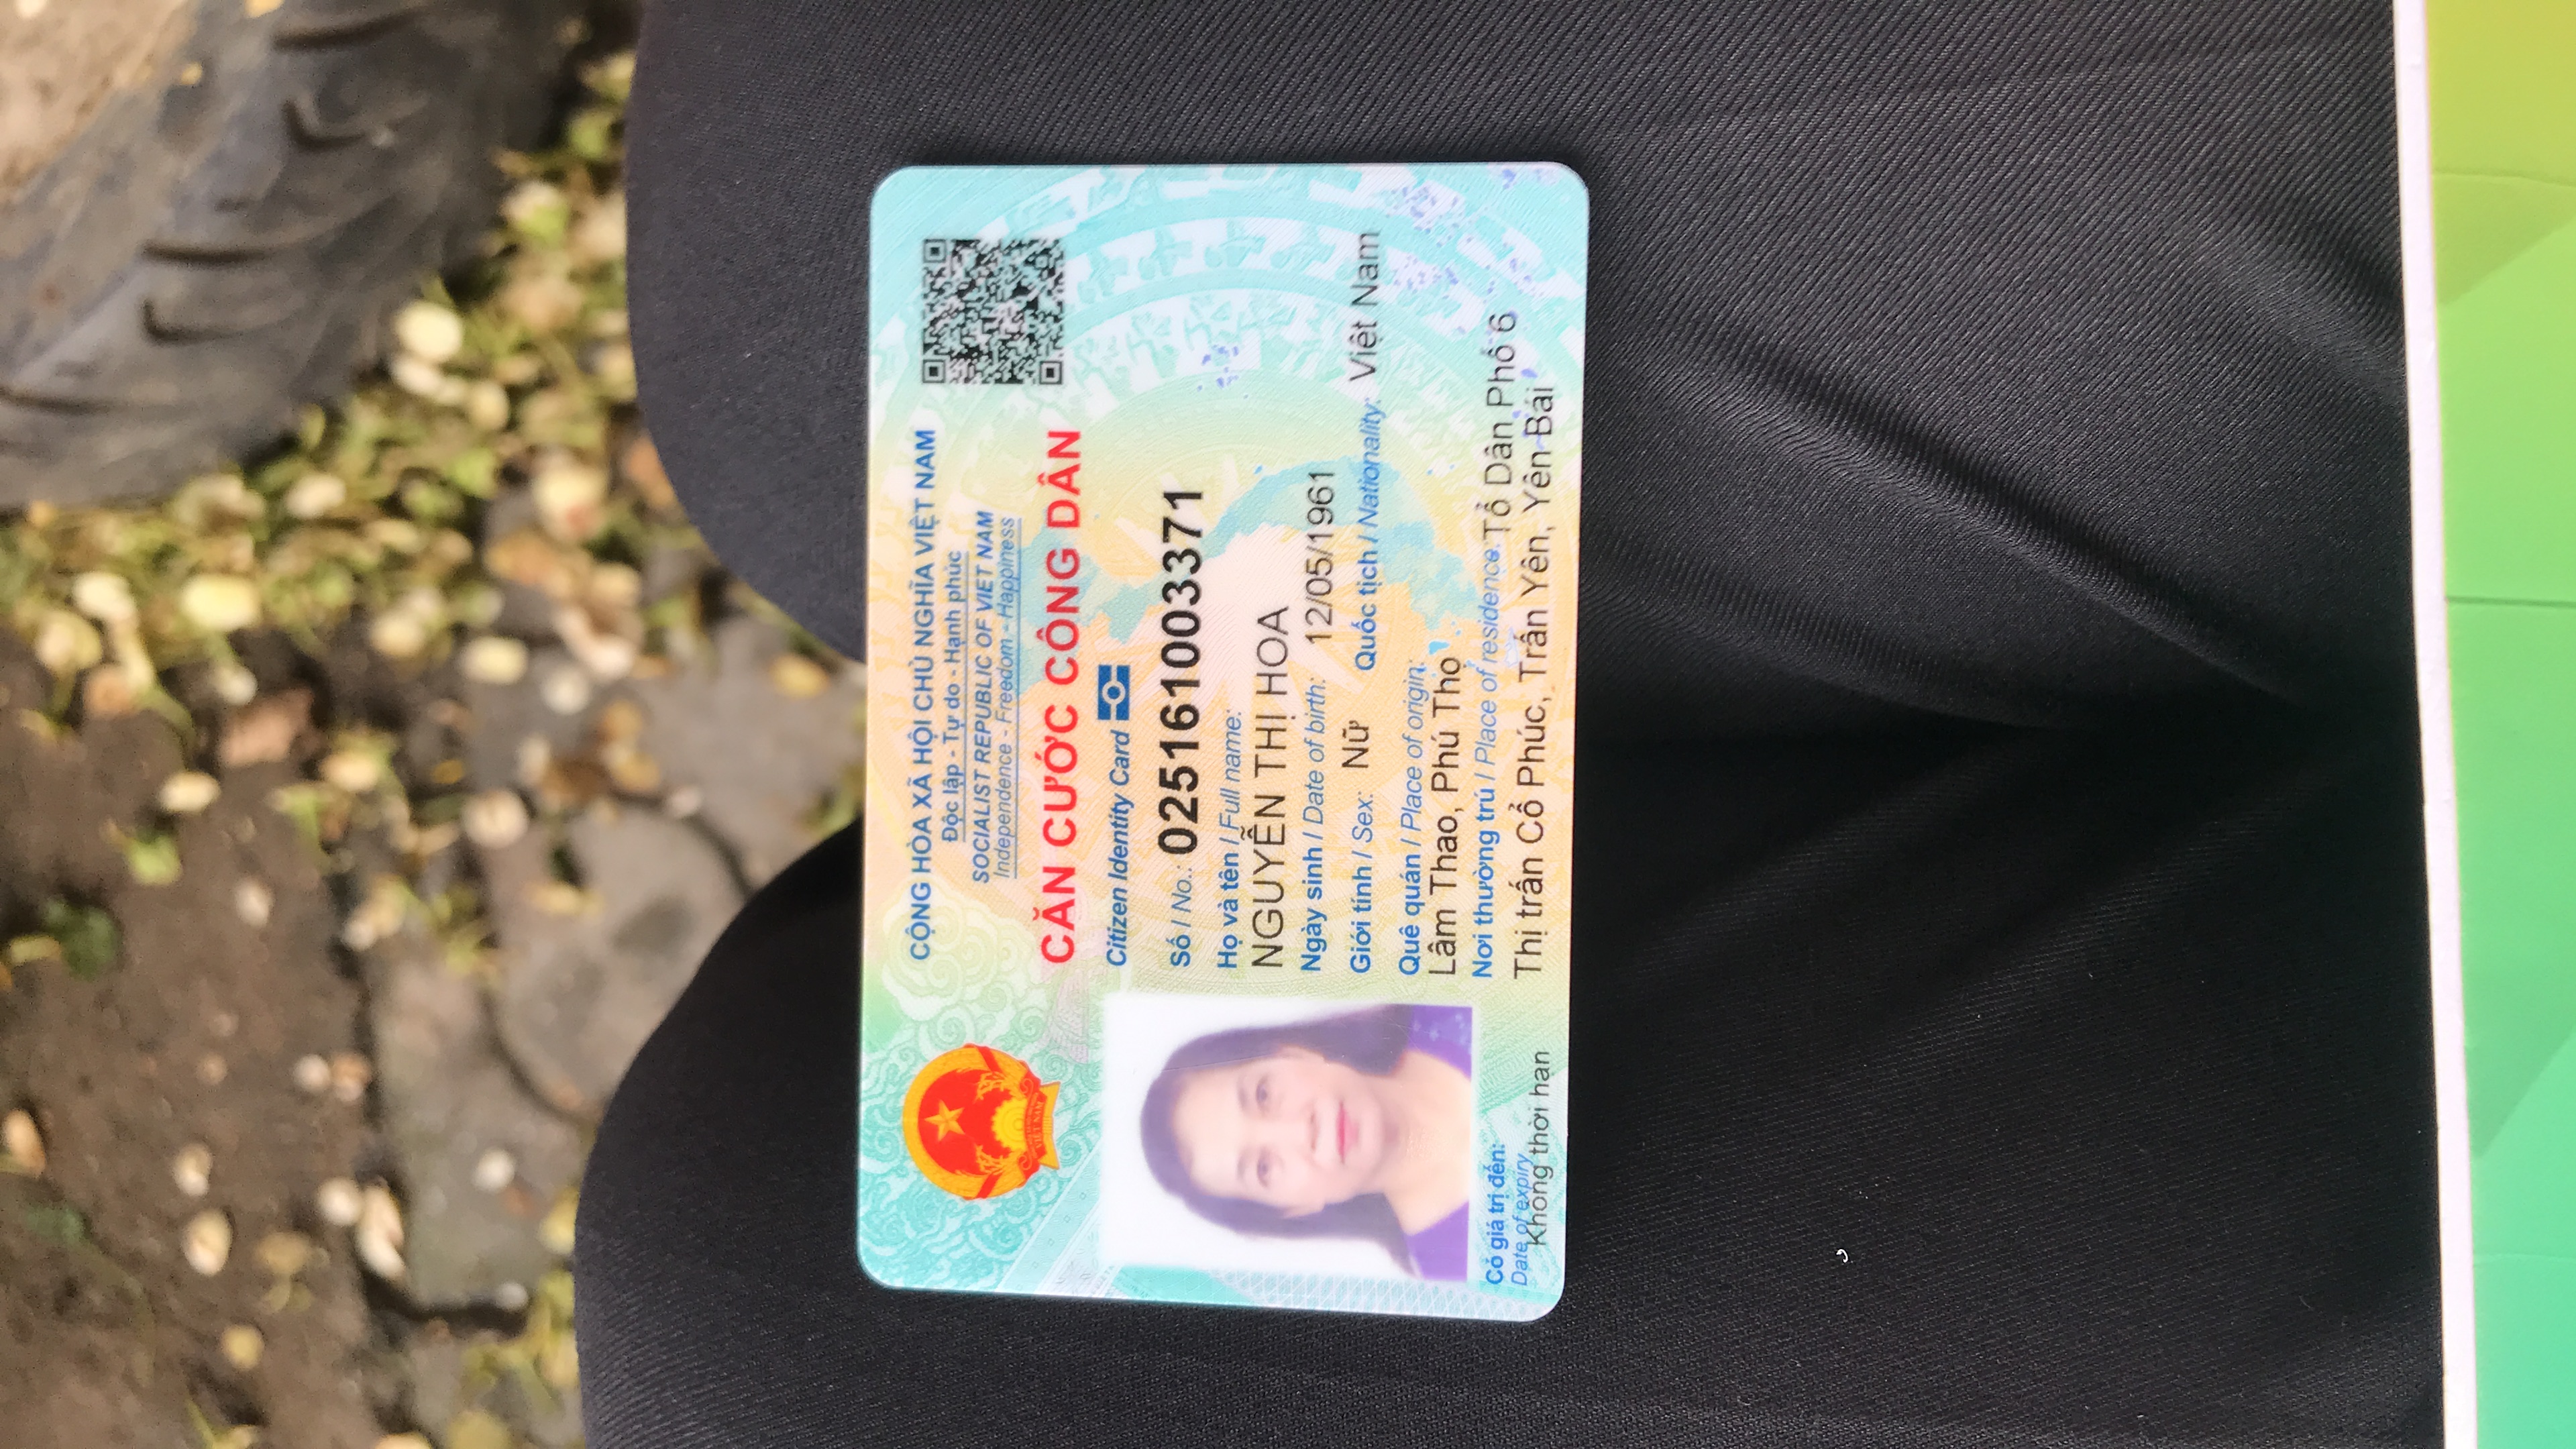 CỘNG HÒA XÃ HỘI CHỦ NGHĨA VIỆT NAM
Độc lập - Tự do - Hạnh phúc
SOCIALIST REPUBLIC OF VIET NAM
Independence - Freedom - Happiness
CĂN CƯỚC CÔNG DÂN
Citizen Identity Card
VIỆT NAM
Số / No.: 025161003371
Họ và tên / Full name:
NGUYỄN THỊ HOA
Ngày sinh / Date of birth: 12/05/1961
Giới tính / Sex: Nữ Quốc tịch / Nationality: Việt Nam
Quê quán / Place of origin:
Lâm Thao, Phú Thọ
Nơi thường trú / Place of residence: Tổ Dân Phố 6
Thị trấn Cổ Phúc, Trấn Yên, Yên Bái
Có giá trị đến:
Date of expiry
Không thời hạn